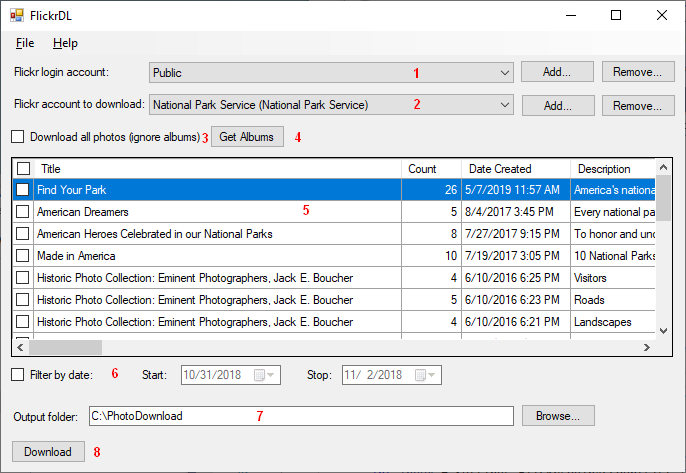 FlickrDL
File Help
Flickr login account: Public 1 Add... Remove...
Flickr account to download: National Park Service (National Park Service) 2 Add... Remove...
Download all photos (ignore albums) 3 Get Albums 4
Title Count Date Created Description
Find Your Park 26 5/7/2019 11:57 AM America's nationa
American Dreamers 5 5 8/4/2017 3:45 PM Every national pa
American Heroes Celebrated in our National Parks 8 7/27/2017 9:15 PM To honor and und
Made in America 10 7/19/2017 3:05 PM 10 National Parks
Historic Photo Collection: Eminent Photographers, Jack E. Boucher 4 6/10/2016 6:25 PM Visitors
Historic Photo Collection: Eminent Photographers, Jack E. Boucher 5 6/10/2016 6:23 PM Roads
Historic Photo Collection: Eminent Photographers, Jack E. Boucher 4 6/10/2016 6:21 PM Landscapes
Filter by date: 6 Start: 10/31/2018 Stop: 11/ 2/2018
Output folder: C:\PhotoDownload 7 Browse...
Download 8